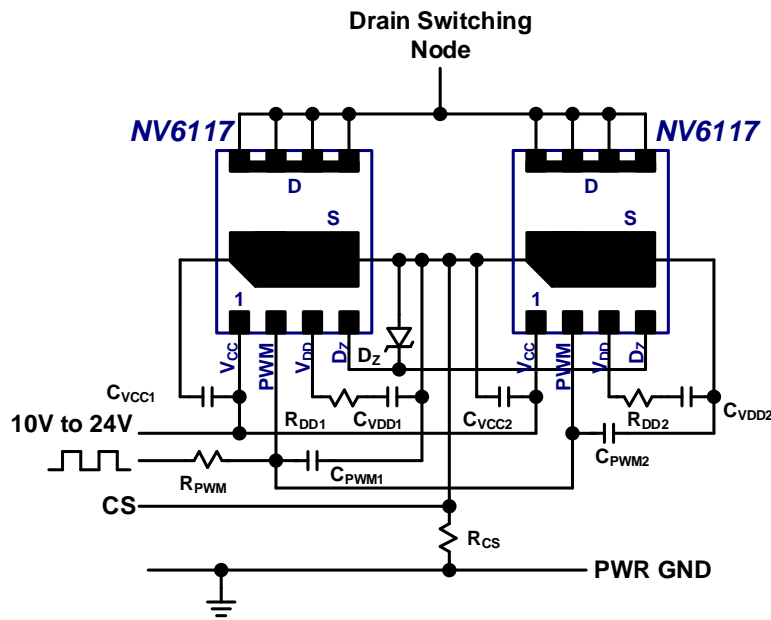 Drain Switching
Node
NV6117
NV6117
D
D
S
S
1
1
VCC
PWM
VDD
DZ
DZ
VCC
PWM
VDD
DZ
CVCC1
RDD1
CVDD1
CVCC2
RDD2
CVDD2
10V to 24V
RPWM
CPWM1
CPWM2
CS
RCS
PWR GND